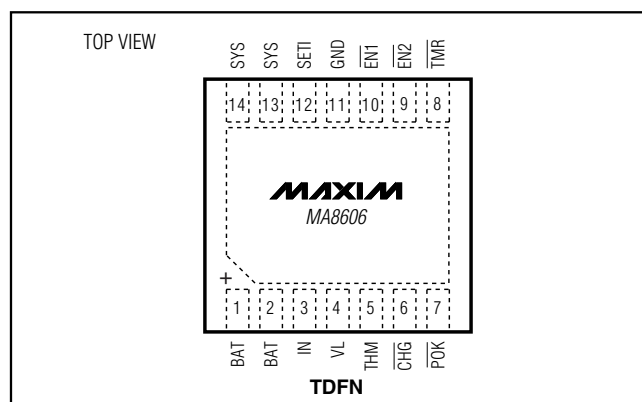 TOP VIEW
SYS SYS SETI GND EN1 EN2 TMR
14 13 12 11 10 9 8
MAXIM
MA8606
+
1 2 3 4 5 6 7
BAT BAT IN VL THM CHG POK
TDFN